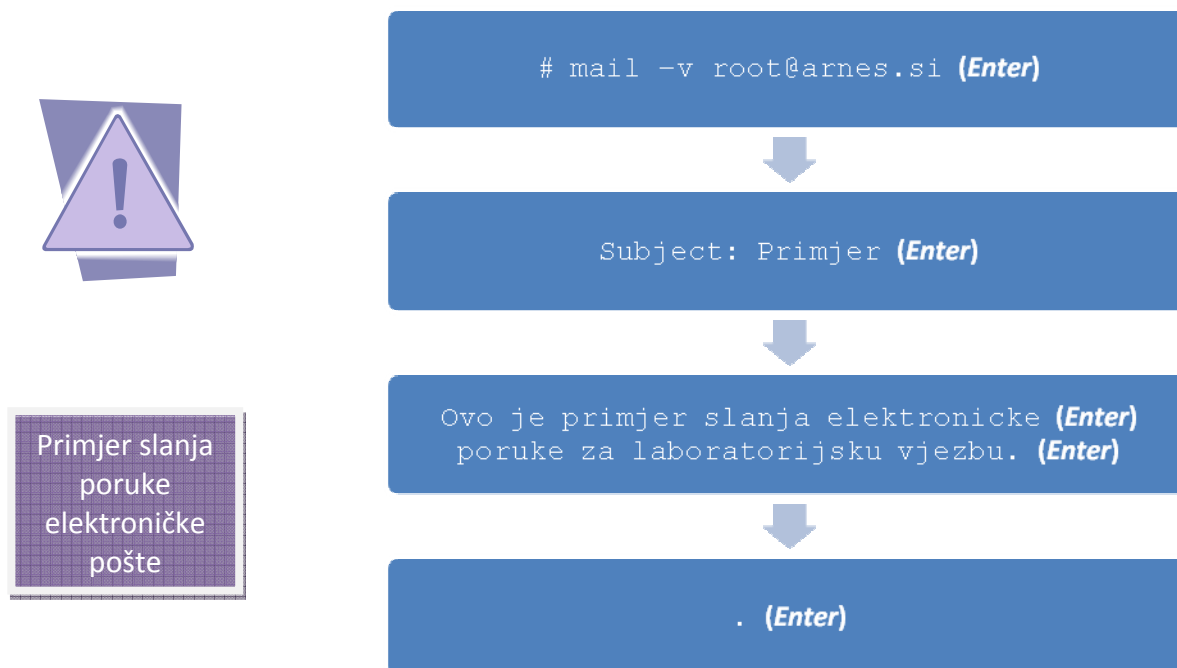 # mail –v root@arnes.si (Enter)
Subject: Primjer (Enter)
Ovo je primjer slanja elektronicke (Enter)
poruke za laboratorijsku vjezbu. (Enter)
. (Enter)
!
Primjer slanja
poruke
elektroničke
pošte